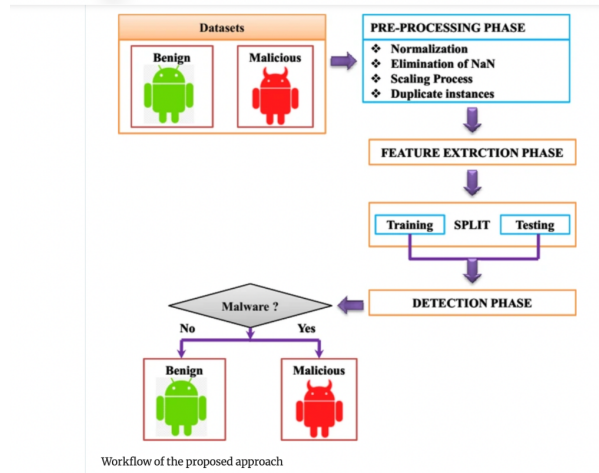 Datasets
Benign
Malicious
PRE-PROCESSING PHASE
❖ Normalization
❖ Elimination of NaN
❖ Scaling Process
❖ Duplicate instances
FEATURE EXTRCTION PHASE
Training SPLIT Testing
DETECTION PHASE
Malware ?
No
Yes
Benign
Malicious
Workflow of the proposed approach